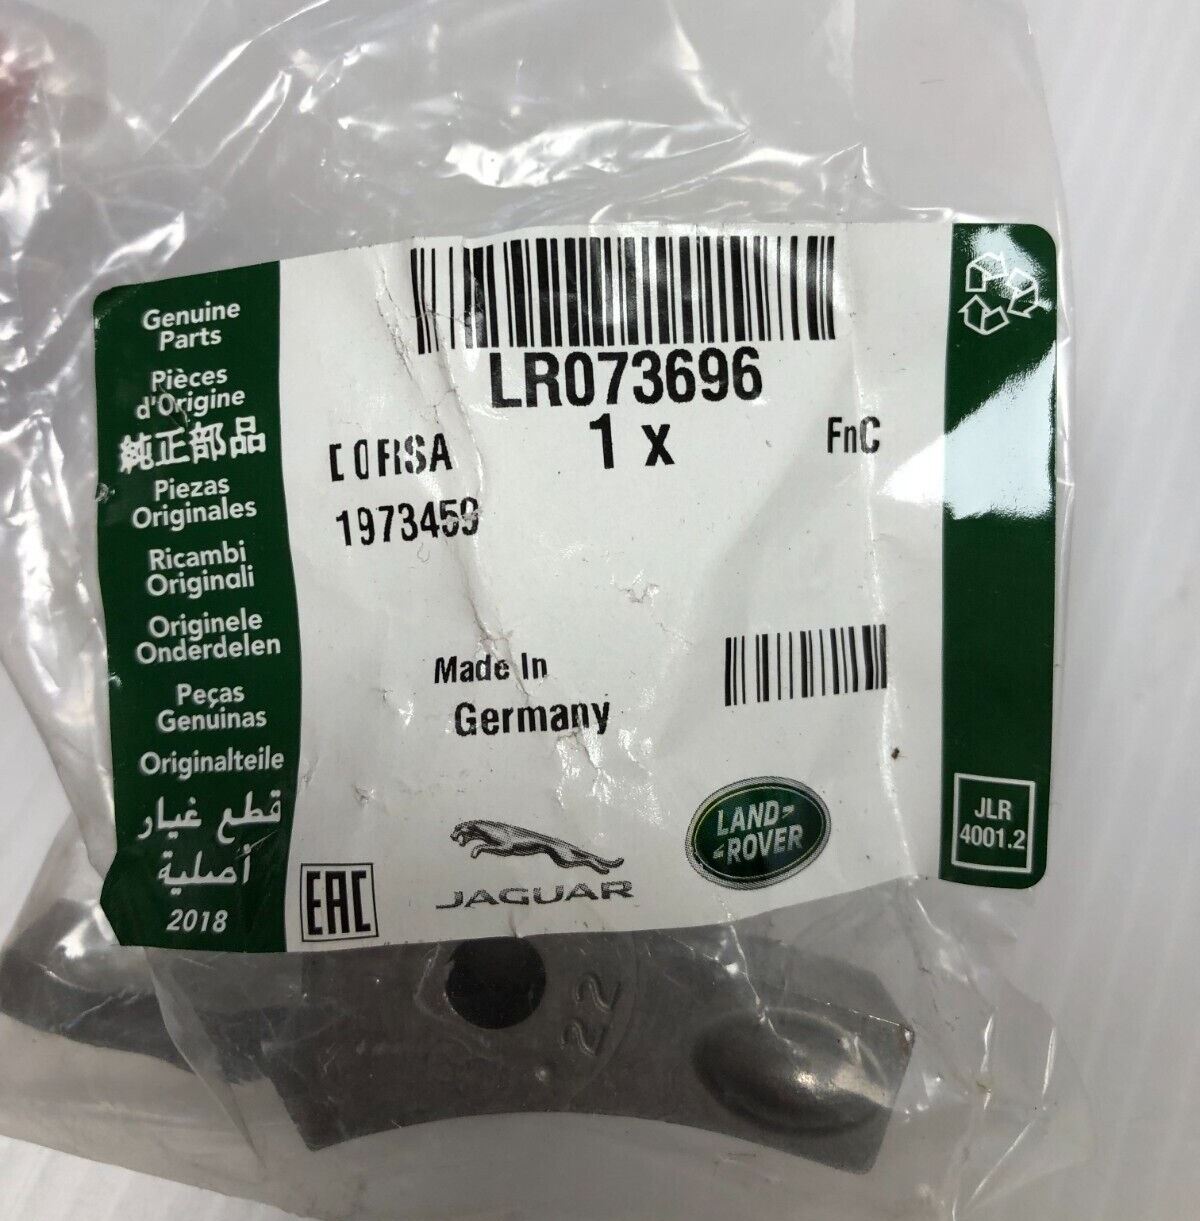 Genuine
Parts
Pièces
d'Origine
純正部品
Piezas
Originales
Ricambi
Originali
Originele
Onderdelen
Peças
Genuinas
Originalteile
قطع غيار
أصلية
2018
LR073696
1 x
FnC
1973459
Made In
Germany
EAC
JAGUAR
LAND
ROVER
JLR
4001.2
22